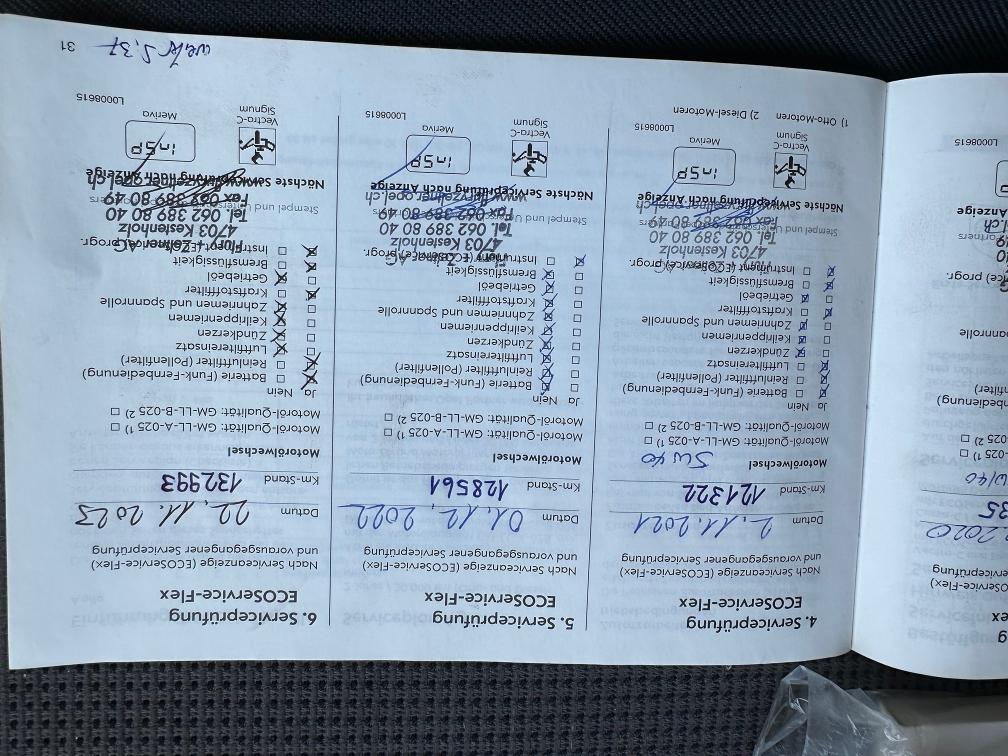 4. Serviceprüfung
ECOService-Flex
Nach Serviceanzeige (ECOService-Flex)
und vorausgegangener Serviceprüfung
Datum 2.11.2021
Km-Stand 121322
Motorölwechsel 5W40
Motoröl-Qualität: GM-LL-A-025 1) □
Motoröl-Qualität: GM-LL-B-025 2) □
Ja Nein
Batterie (Funk-Fernbedienung)
Reinluftfilter (Pollenfilter)
Luftfiltereinsatz
Zündkerzen
Keilrippenriemen
Zahnriemen und Spannrolle
Kraftstofffilter
Getriebeöl
Bremsflüssigkeit
4703 Kestenholz
Tel. 062 389 80 40
Fax 062 389 80 49
Nächste Serviceprüfung nach Anzeige
Vectra-C
Signum
Meriva
InSP
1) Otto-Motoren 2) Diesel-Motoren
L0008615
5. Serviceprüfung
ECOService-Flex
Nach Serviceanzeige (ECOService-Flex)
und vorausgegangener Serviceprüfung
Datum 01.12.2022
Km-Stand 128561
Motorölwechsel
Motoröl-Qualität: GM-LL-A-025 1) □
Motoröl-Qualität: GM-LL-B-025 2) □
Ja Nein
Batterie (Funk-Fernbedienung)
Reinluftfilter (Pollenfilter)
Luftfiltereinsatz
Zündkerzen
Keilrippenriemen
Zahnriemen und Spannrolle
Kraftstofffilter
Getriebeöl
Bremsflüssigkeit
4703 Kestenholz
Tel. 062 389 80 40
Fax 062 389 80 49
Nächste Serviceprüfung nach Anzeige
Vectra-C
Signum
Meriva
InSP
L0008615
6. Serviceprüfung
ECOService-Flex
Nach Serviceanzeige (ECOService-Flex)
und vorausgegangener Serviceprüfung
Datum 22.11.2023
Km-Stand 132993
Motorölwechsel
Motoröl-Qualität: GM-LL-A-025 1) □
Motoröl-Qualität: GM-LL-B-025 2) □
Ja Nein
Batterie (Funk-Fernbedienung)
Reinluftfilter (Pollenfilter)
Luftfiltereinsatz
Zündkerzen
Keilrippenriemen
Zahnriemen und Spannrolle
Kraftstofffilter
Getriebeöl
Bremsflüssigkeit
4703 Kestenholz
Tel. 062 389 80 40
Fax 062 389 80 49
Nächste Serviceprüfung nach Anzeige
Vectra-C
Signum
Meriva
InSP
L0008615
weiter S. 37
31